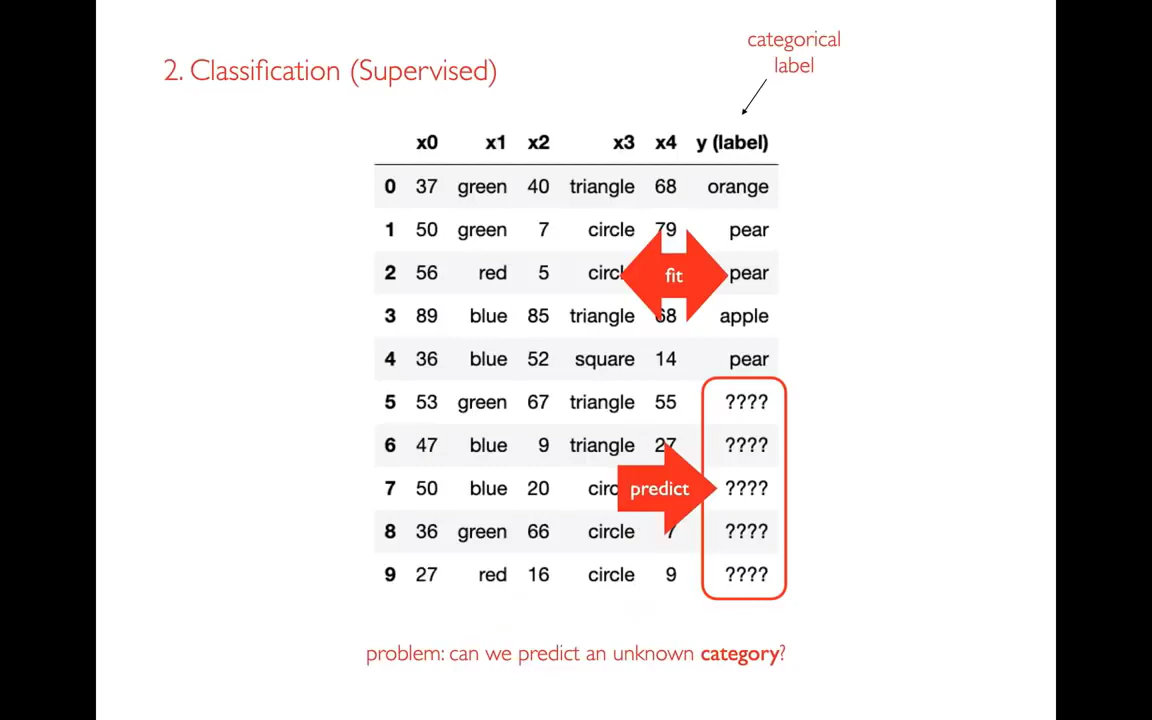 categorical
label
2. Classification (Supervised)
x0 x1 x2 x3 x4 y (label)
0 37 green 40 triangle 68 orange
1 50 green 7 circle 79 pear
2 56 red 5 fit pear
3 89 blue 85 triangle 68 apple
4 36 blue 52 square 14 pear
5 53 green 67 triangle 55 ????
6 47 blue 9 triangle 27 ????
7 50 blue 20 predict ????
8 36 green 66 circle 7 ????
9 27 red 16 circle 9 ????
problem: can we predict an unknown category?